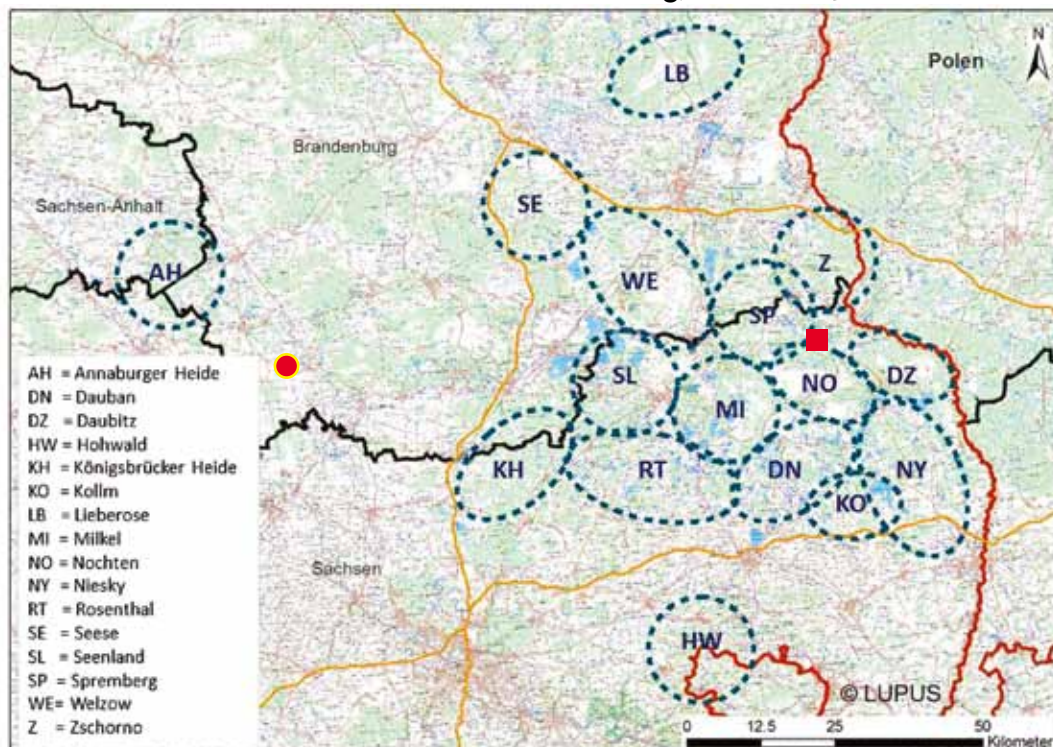 N
Polen
LB
Brandenburg
SE
Sachsen-Anhalt
AH
WE
Z
SP
SL
NO
DZ
MI
KH
RT
DN
NY
KO
Sachsen
HW
AH = Annaburger Heide
DN = Dauban
DZ = Daubitz
HW = Hohwald
KH = Königsbrücker Heide
KO = Kollm
LB = Lieberose
MI = Milkel
NO = Nochten
NY = Niesky
RT = Rosenthal
SE = Seese
SL = Seenland
SP = Spremberg
WE= Welzow
Z = Zschorno
© LUPUS
0 12.5 25 50
Kilometer